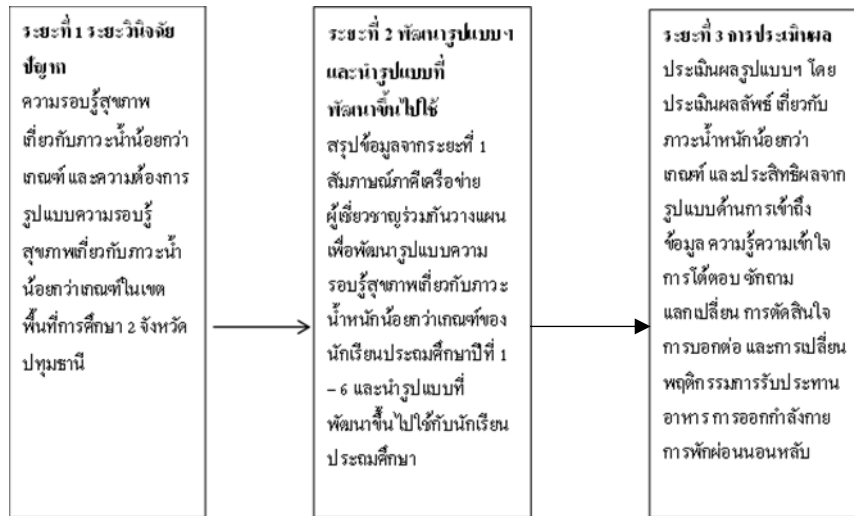 ระยะที่ 1 ระยะวินิจฉัย
ปัญหา
ความรอบรู้สุขภาพ
เกี่ยวกับภาวะน้ำน้อยกว่า
เกณฑ์ และความต้องการ
รูปแบบความรอบรู้
สุขภาพเกี่ยวกับภาวะน้ำ
น้อยกว่าเกณฑ์ในเขต
พื้นที่การศึกษา 2 จังหวัด
ปทุมธานี
ระยะที่ 2 พัฒนารูปแบบฯ
และนำรูปแบบที่
พัฒนาขึ้นไปใช้
สรุปข้อมูลจากระยะที่ 1
สัมภาษณ์ภาคีเครือข่าย
ผู้เชี่ยวชาญร่วมกันวางแผน
เพื่อพัฒนารูปแบบความ
รอบรู้สุขภาพเกี่ยวกับภาวะ
น้ำหนักน้อยกว่าเกณฑ์ของ
นักเรียนประถมศึกษาปีที่ 1
– 6 และนำรูปแบบที่
พัฒนาขึ้นไปใช้กับนักเรียน
ประถมศึกษา
ระยะที่ 3 การประเมินผล
ประเมินผลรูปแบบฯ โดย
ประเมินผลลัพธ์ เกี่ยวกับ
ภาวะน้ำหนักน้อยกว่า
เกณฑ์ และประสิทธิผลจาก
รูปแบบด้านการเข้าถึง
ข้อมูล ความรู้ความเข้าใจ
การโต้ตอบ ซักถาม
แลกเปลี่ยน การตัดสินใจ
การบอกต่อ และการเปลี่ยน
พฤติกรรมการรับประทาน
อาหาร การออกกำลังกาย
การพักผ่อนนอนหลับ